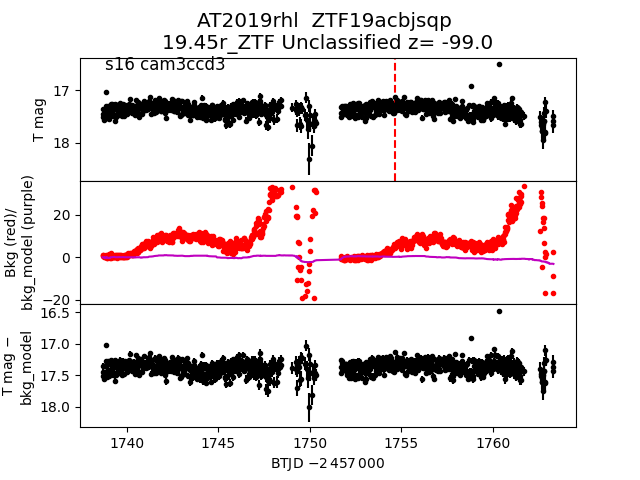 AT2019rhl  ZTF19acbjsqp
19.45r_ZTF Unclassified z= -99.0
s16 cam3ccd3
17
18
T mag
20
0
−20
Bkg (red)/
bkg_model (purple)
16.5
17.0
17.5
18.0
T mag −
bkg_model
1740
1745
1750
1755
1760
BTJD −2 457 000